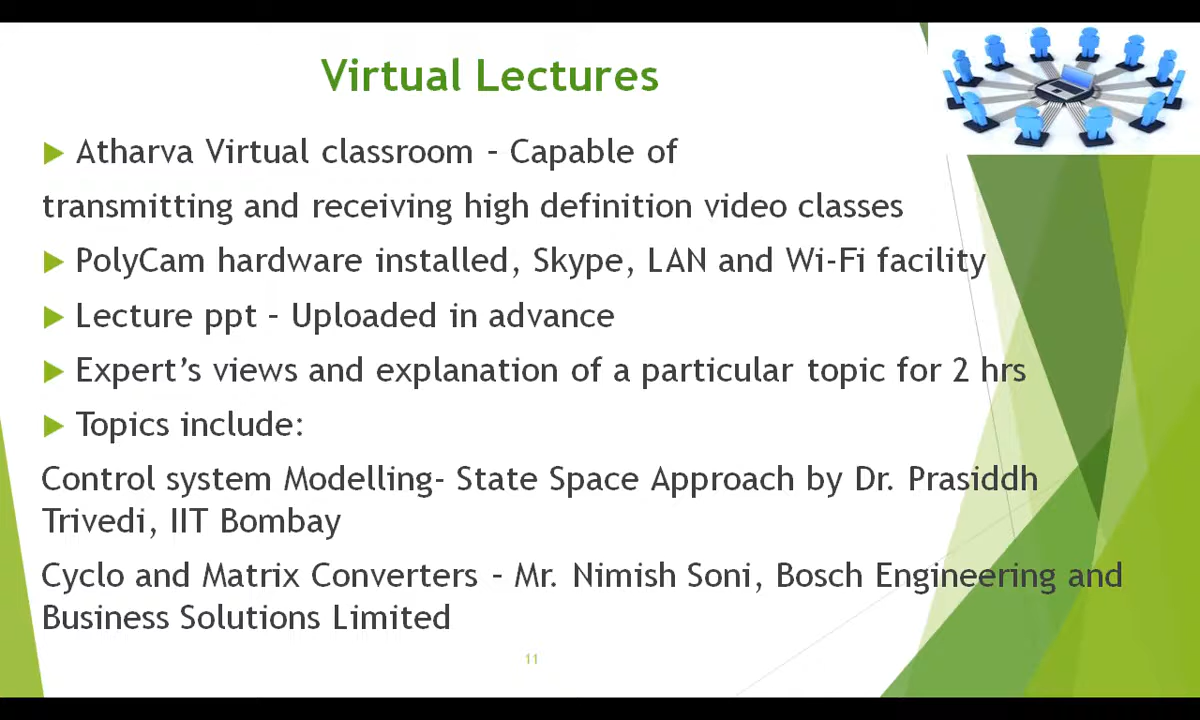 Virtual Lectures
Atharva Virtual classroom – Capable of
transmitting and receiving high definition video classes
PolyCam hardware installed, Skype, LAN and Wi-Fi facility
Lecture ppt – Uploaded in advance
Expert’s views and explanation of a particular topic for 2 hrs
Topics include:
Control system Modelling- State Space Approach by Dr. Prasiddh
Trivedi, IIT Bombay
Cyclo and Matrix Converters – Mr. Nimish Soni, Bosch Engineering and
Business Solutions Limited
11